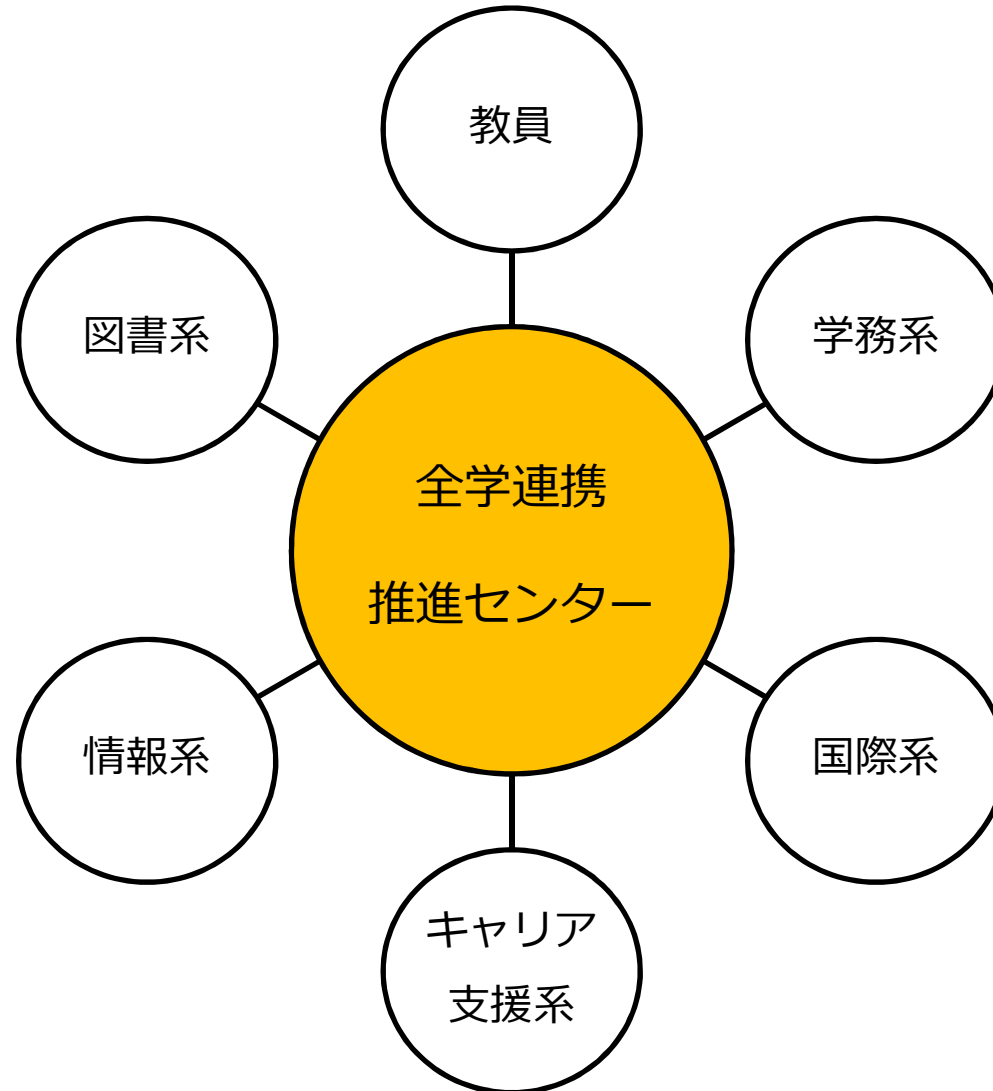 教員
図書系
学務系
全学連携
推進センター
情報系
国際系
キャリア
支援系